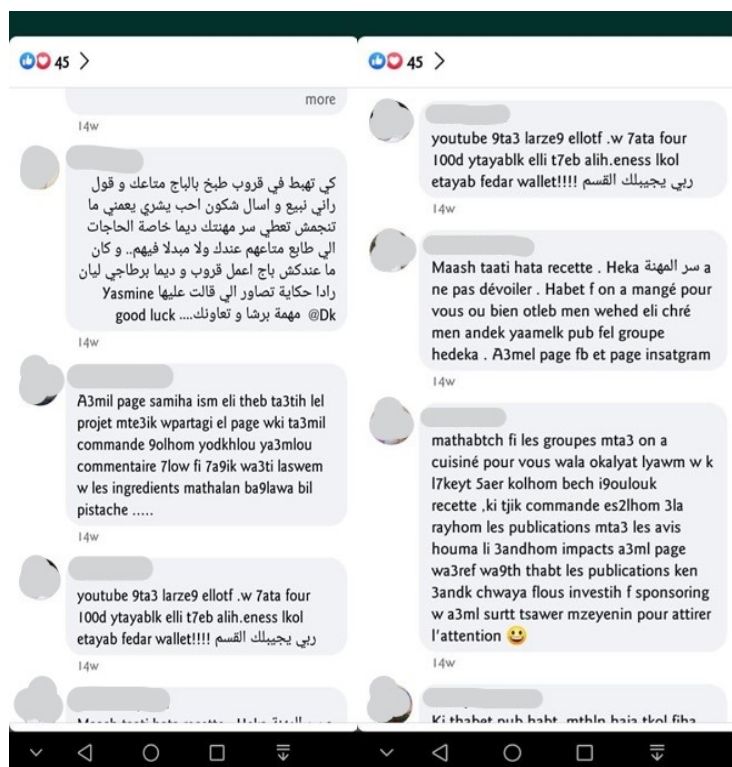 45 >
more
14w
كي تهبط في قروب طبخ بالباج متاعك و قول
راني نبيع و اسال شكون احب يشري يعمني ما
تنجمش تعطي سر مهنتك ديما خاصة الحاجات
الي طابع متاعهم عندك ولا مبدلا فيهم.. و كان
ما عندكش باج اعمل قروب و ديما برطاجي ليان
رادا حكاية تصاور الي قالت عليها Yasmine
Dk@ مهمة برشا و تعاونك.... good luck
14w
A3mil page samiha ism eli theb ta3tih lel
projet mte3ik wpartagi el page wki ta3mil
commande 9olhom yodkhlou ya3mlou
commentaire 7low fi 7a9ik wa3ti laswem
w les ingredients mathalan ba9lawa bil
pistache .....
14w
youtube 9ta3 larze9 ellotf .w 7ata four
100d ytayablk elli t7eb alih.eness lkol
etayab fedar wallet!!!! ربي يجيبلك القسم
14w
45 >
youtube 9ta3 larze9 ellotf .w 7ata four
100d ytayablk elli t7eb alih.eness lkol
etayab fedar wallet!!!! ربي يجيبلك القسم
14w
Maash taati hata recette . Heka سر المهنة a
ne pas dévoiler . Habet f on a mangé pour
vous ou bien otleb men wehed eli chré
men andek yaamelk pub fel groupe
hedeka . A3mel page fb et page insatgram
14w
mathabtch fi les groupes mta3 on a
cuisiné pour vous wala okalyat lyawm w k
l7keyt 5aer kolhom bech i9oulouk
recette ,ki tjik commande es2lhom 3la
rayhom les publications mta3 les avis
houma li 3andhom impacts a3ml page
wa3ref wa9th thabt les publications ken
3andk chwaya flous investih f sponsoring
w a3ml surtt tsawer mzeyenin pour attirer
l'attention 😀
14w
Ki thabet pub habt mthln haja tkol fiha